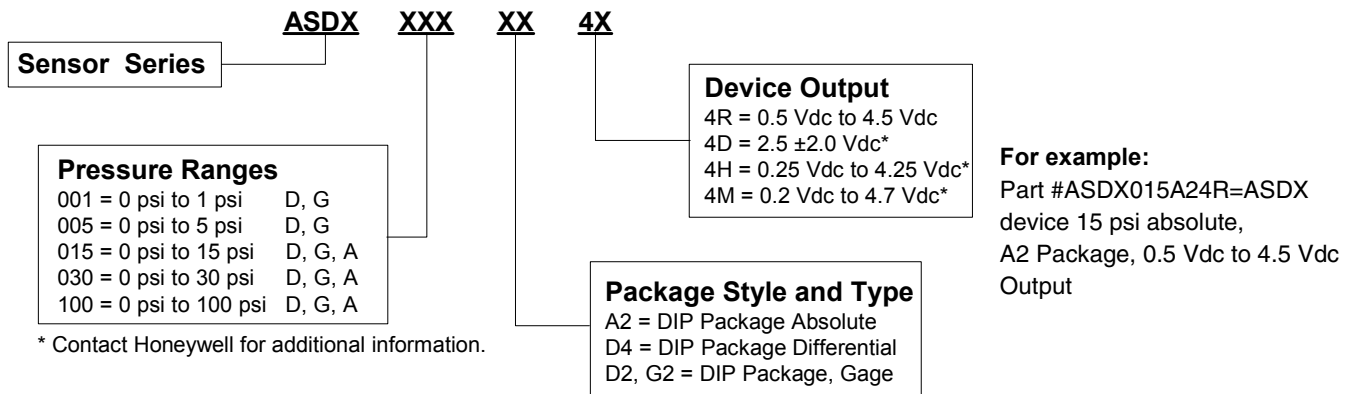 ASDX XXX XX 4X
Sensor Series
Device Output
4R = 0.5 Vdc to 4.5 Vdc
4D = 2.5 ±2.0 Vdc*
4H = 0.25 Vdc to 4.25 Vdc*
4M = 0.2 Vdc to 4.7 Vdc*
Pressure Ranges
001 = 0 psi to 1 psi D, G
005 = 0 psi to 5 psi D, G
015 = 0 psi to 15 psi D, G, A
030 = 0 psi to 30 psi D, G, A
100 = 0 psi to 100 psi D, G, A
* Contact Honeywell for additional information.
Package Style and Type
A2 = DIP Package Absolute
D4 = DIP Package Differential
D2, G2 = DIP Package, Gage
For example:
Part #ASDX015A24R=ASDX
device 15 psi absolute,
A2 Package, 0.5 Vdc to 4.5 Vdc
Output